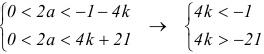 0 < 2a < −1 − 4k → 4k < −1
0 < 2a < 4k + 21 4k > −21